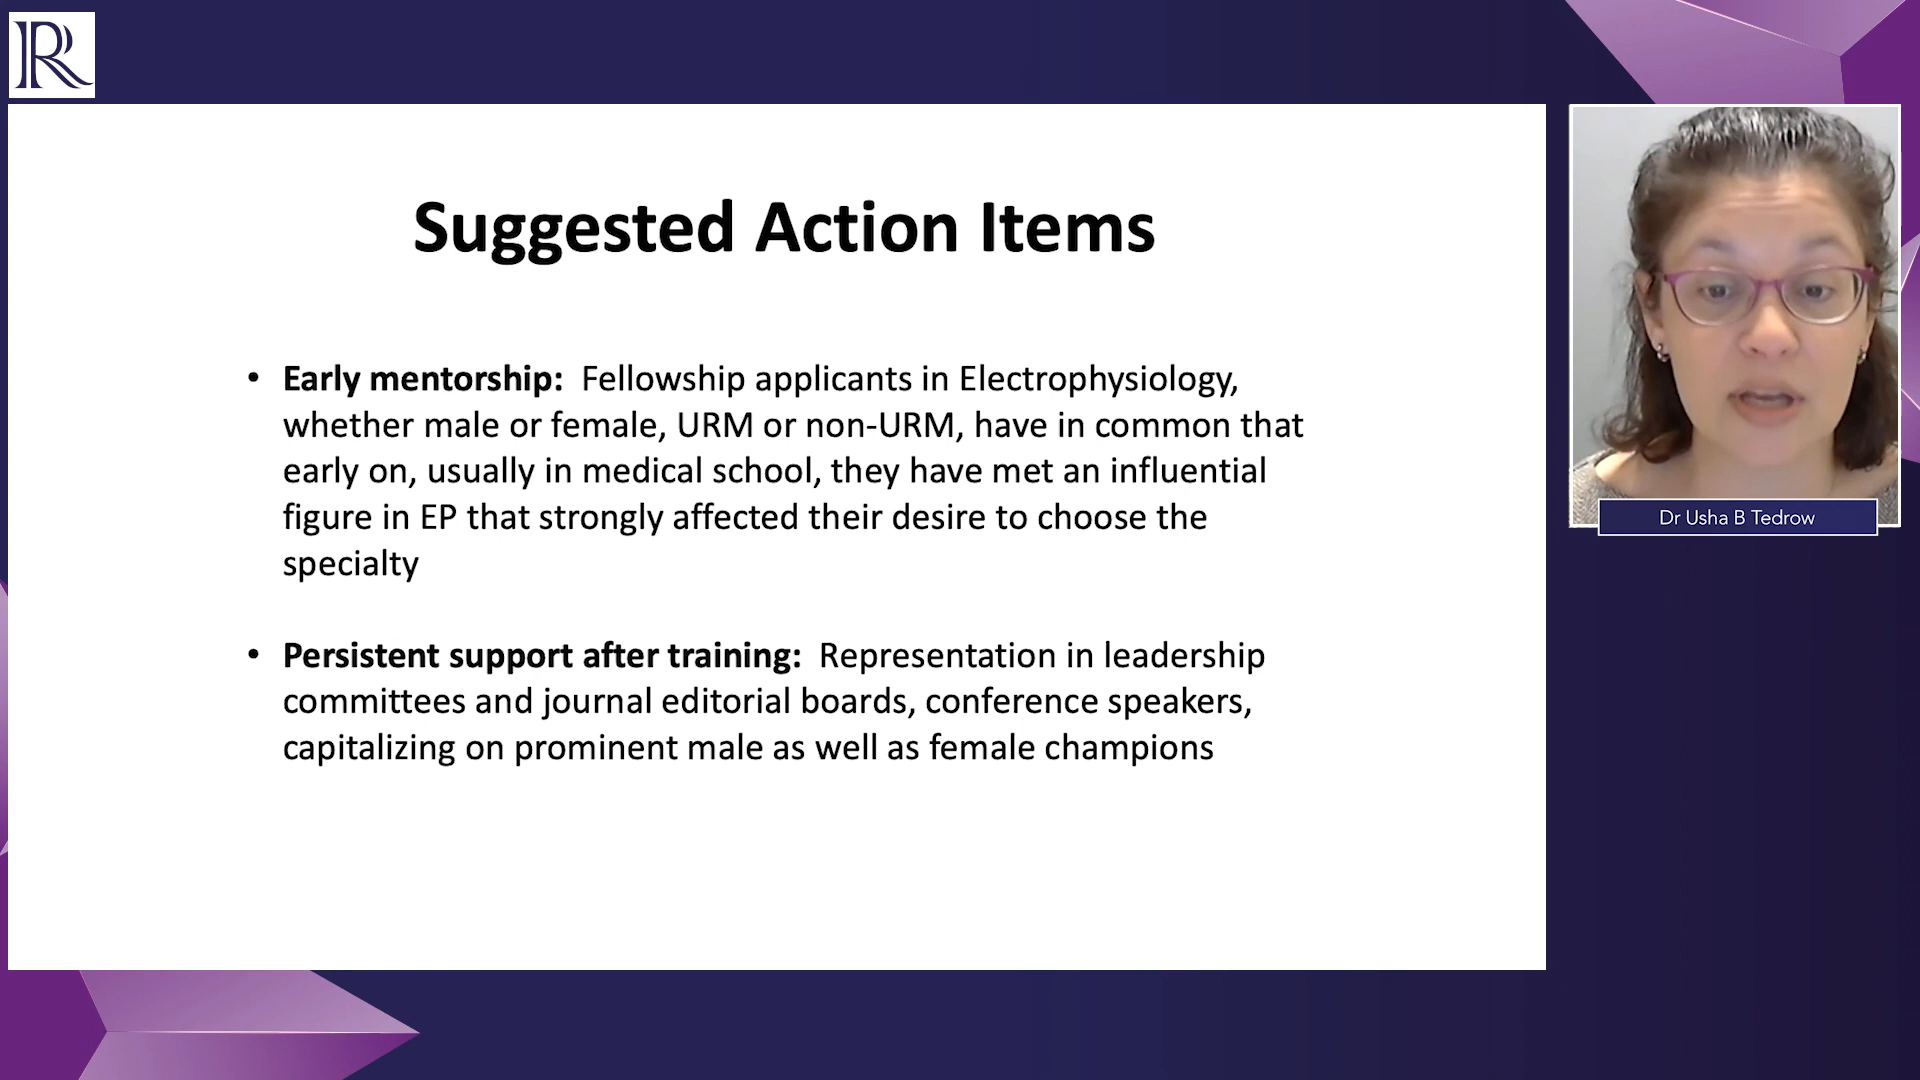 R
Suggested Action Items
• Early mentorship: Fellowship applicants in Electrophysiology,
whether male or female, URM or non-URM, have in common that
early on, usually in medical school, they have met an influential
figure in EP that strongly affected their desire to choose the
specialty
• Persistent support after training: Representation in leadership
committees and journal editorial boards, conference speakers,
capitalizing on prominent male as well as female champions
Dr Usha B Tedrow